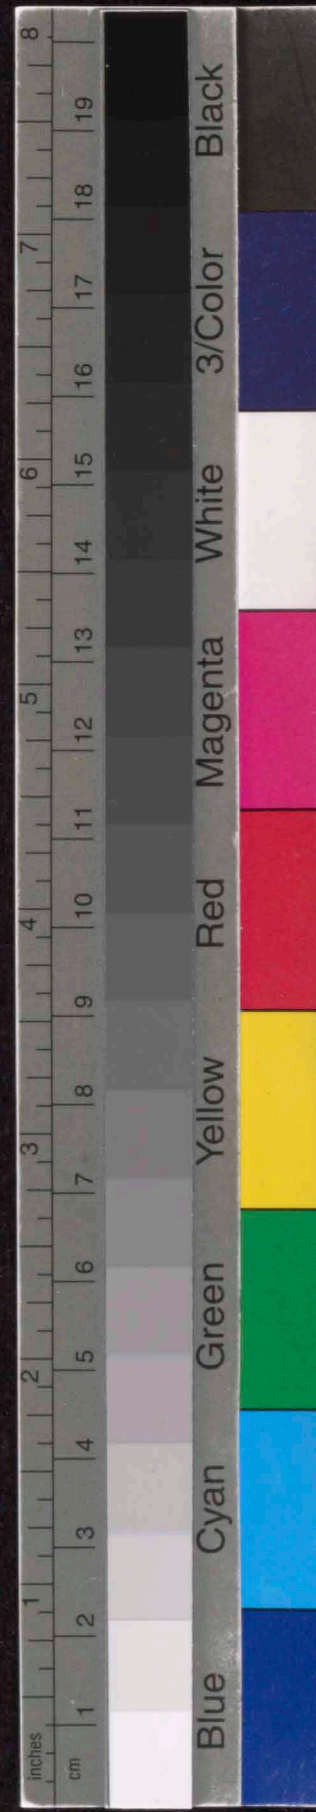 inches 1 2 3 4 5 6 7 8
cm 1 2 3 4 5 6 7 8 9 10 11 12 13 14 15 16 17 18 19
Blue Cyan Green Yellow Red Magenta White 3/Color Black